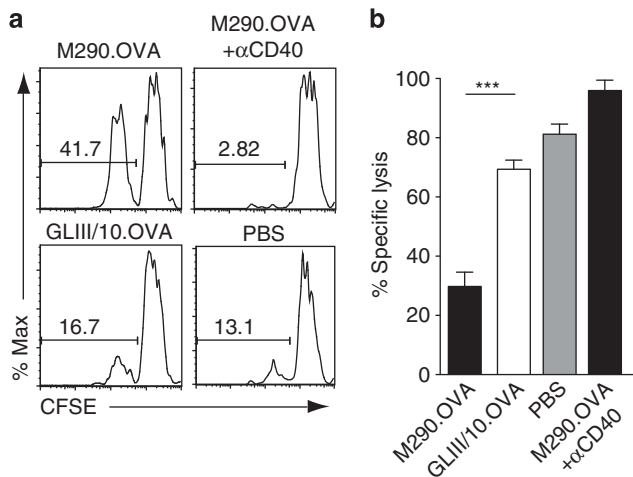 a
M290.OVA
M290.OVA
+αCD40
41.7
2.82
GLIII/10.OVA
PBS
16.7
13.1
% Max
CFSE
b
% Specific lysis
100
80
60
40
20
0
***
M290.OVA
GLIII/10.OVA
PBS
M290.OVA
+αCD40